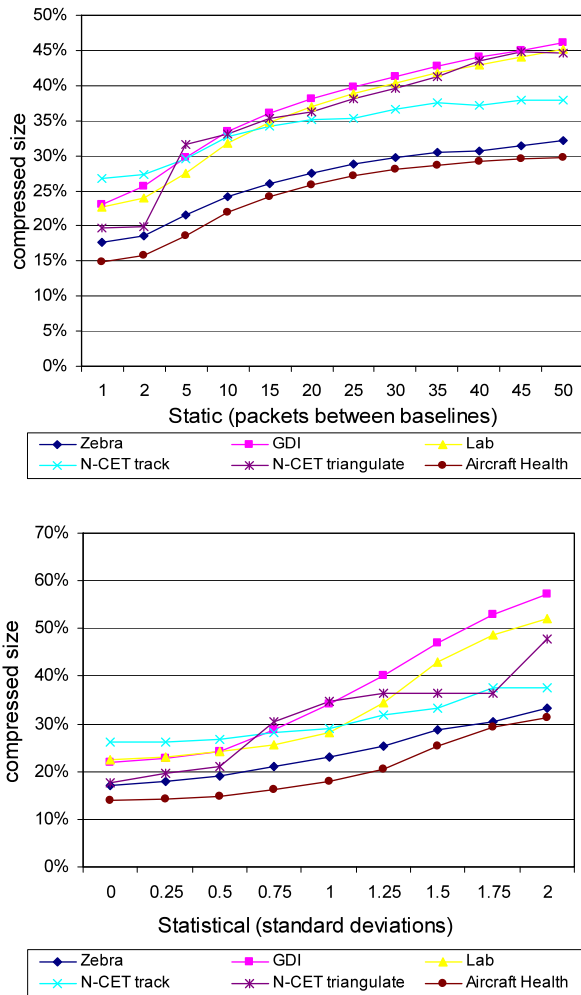 50%
45%
40%
35%
30%
25%
20%
15%
10%
5%
0%
compressed size
1 2 5 10 15 20 25 30 35 40 45 50
Static (packets between baselines)
Zebra GDI Lab
N-CET track N-CET triangulate Aircraft Health
70%
60%
50%
40%
30%
20%
10%
0%
compressed size
0 0.25 0.5 0.75 1 1.25 1.5 1.75 2
Statistical (standard deviations)
Zebra GDI Lab
N-CET track N-CET triangulate Aircraft Health